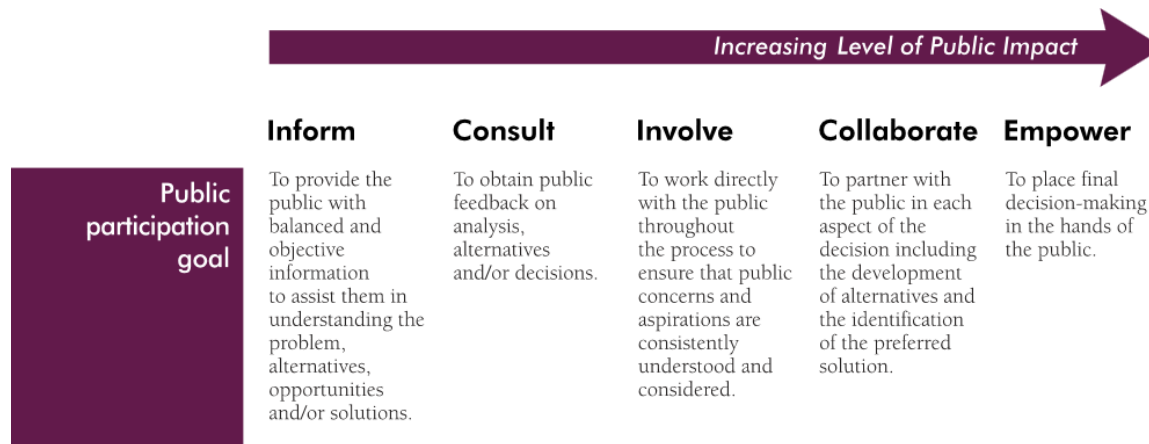 Increasing Level of Public Impact
Inform
Consult
Involve
Collaborate
Empower
Public
participation
goal
To provide the
public with
balanced and
objective
information
to assist them in
understanding the
problem,
alternatives,
opportunities
and/or solutions.
To obtain public
feedback on
analysis,
alternatives
and/or decisions.
To work directly
with the public
throughout
the process to
ensure that public
concerns and
aspirations are
consistently
understood and
considered.
To partner with
the public in each
aspect of the
decision including
the development
of alternatives and
the identification
of the preferred
solution.
To place final
decision-making
in the hands of
the public.